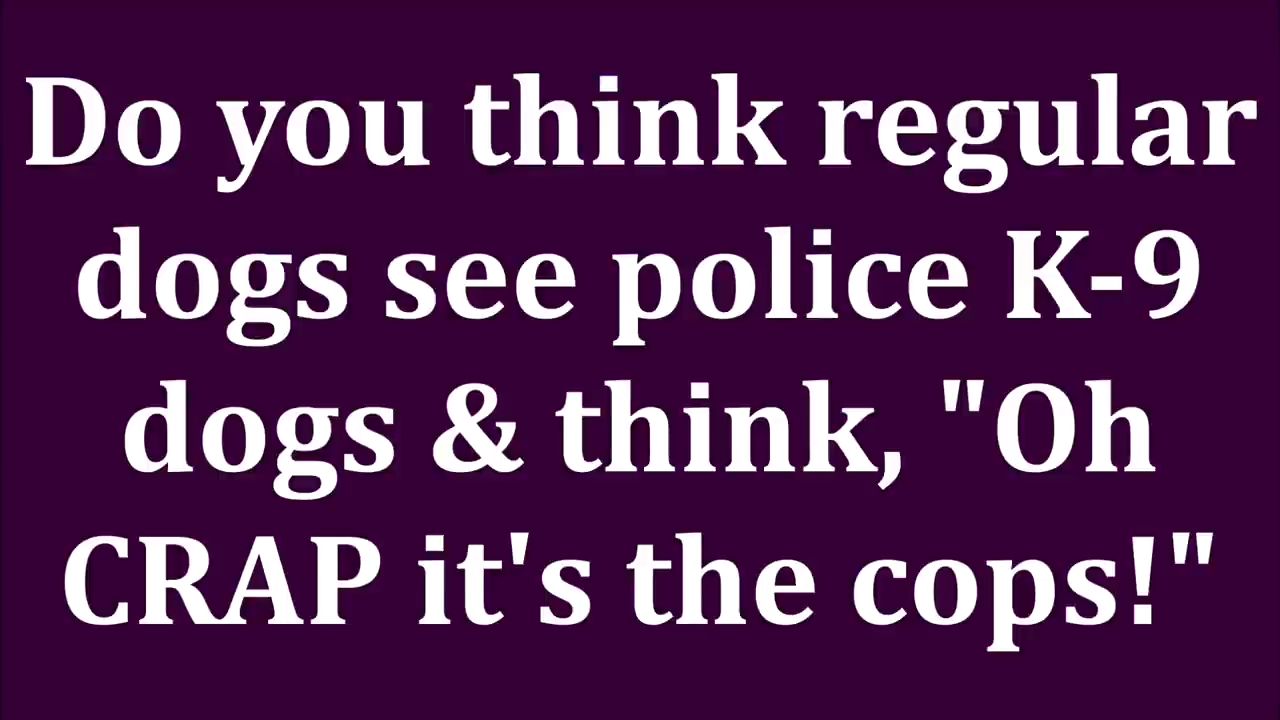 Do you think regular
dogs see police K-9
dogs & think, "Oh
CRAP it's the cops!"